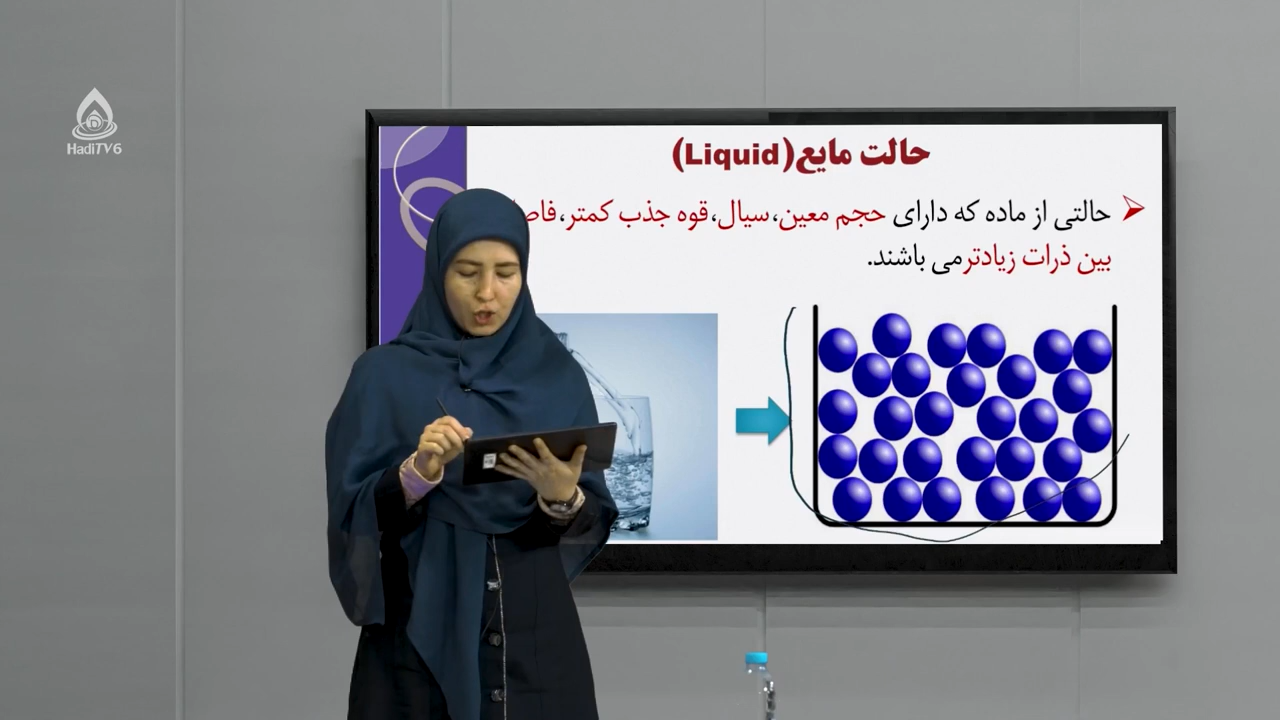 HadiTV6
حالت مایع(Liquid)
حالتی از ماده که دارای حجم معین،سیال،قوه جذب کمتر،
بین ذرات زیادترمی باشند.